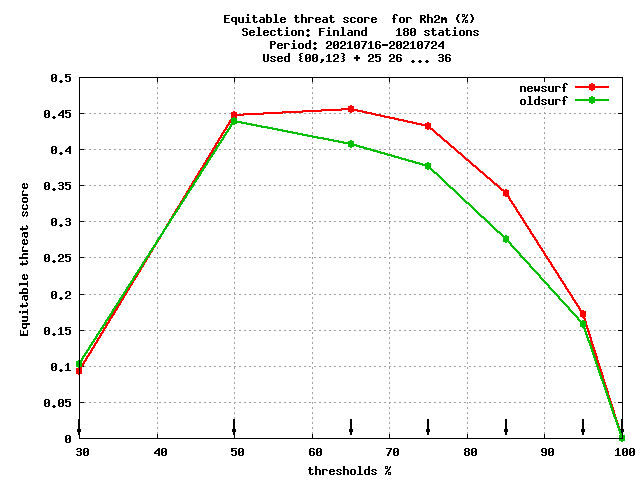 Equitable threat score  for Rh2m (%)
Selection: Finland    180 stations
Period: 20210716-20210724
Used {00,12} + 25 26 ... 36
newsurf
oldsurf
Equitable threat score
0.5
0.45
0.4
0.35
0.3
0.25
0.2
0.15
0.1
0.05
0
30 40 50 60 70 80 90 100
thresholds %